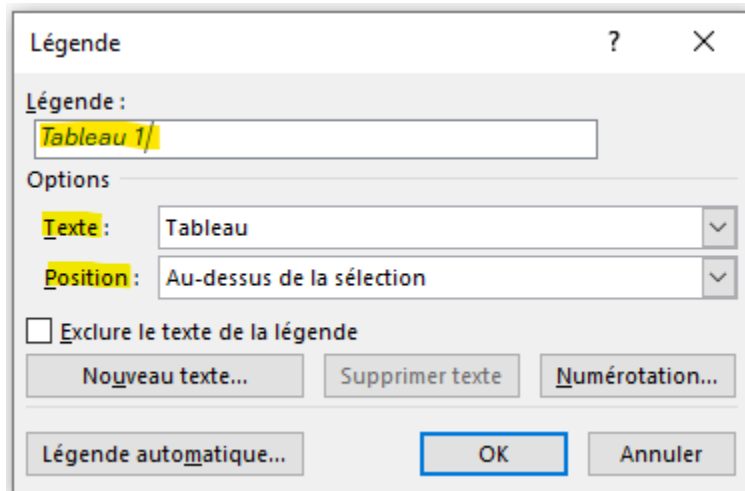 Légende ?
Légende :
Tableau 1
Options
Texte : Tableau
Position : Au-dessus de la sélection
Exclure le texte de la légende
Nouveau texte... Supprimer texte Numérotation...
Légende automatique... OK Annuler